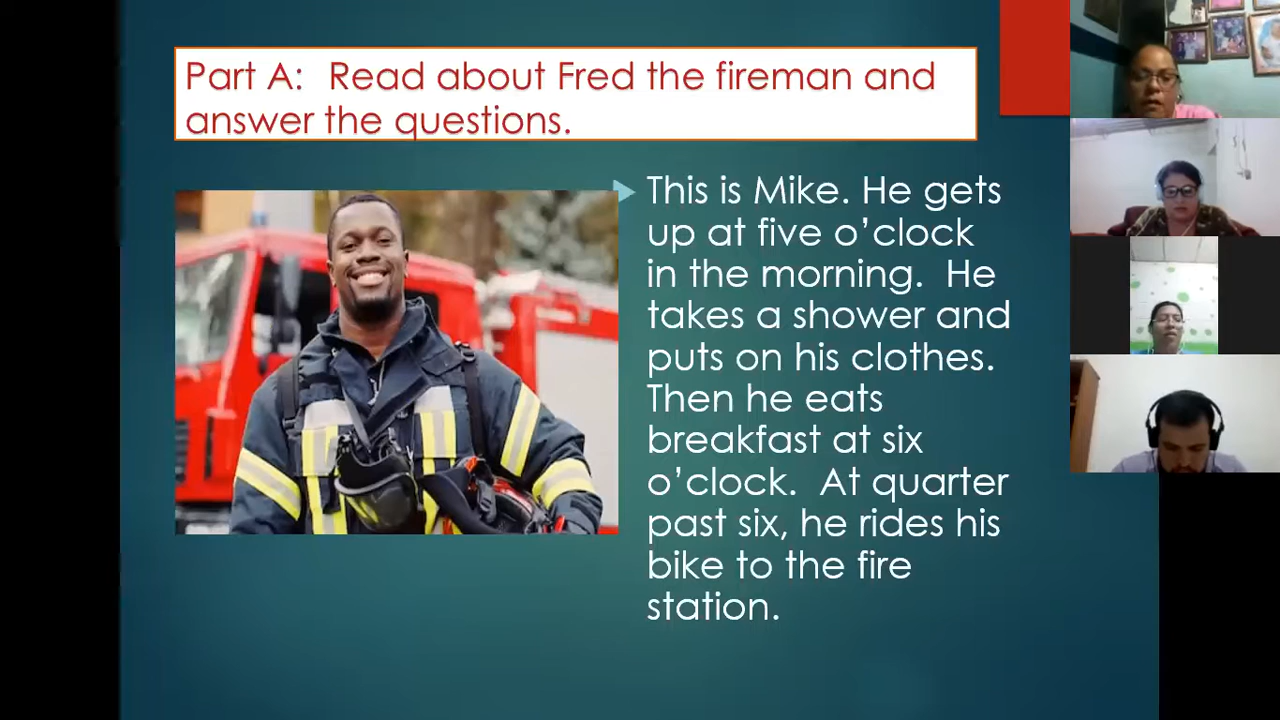 Part A:  Read about Fred the fireman and
answer the questions.
This is Mike. He gets
up at five o’clock
in the morning.  He
takes a shower and
puts on his clothes.
Then he eats
breakfast at six
o’clock.  At quarter
past six, he rides his
bike to the fire
station.